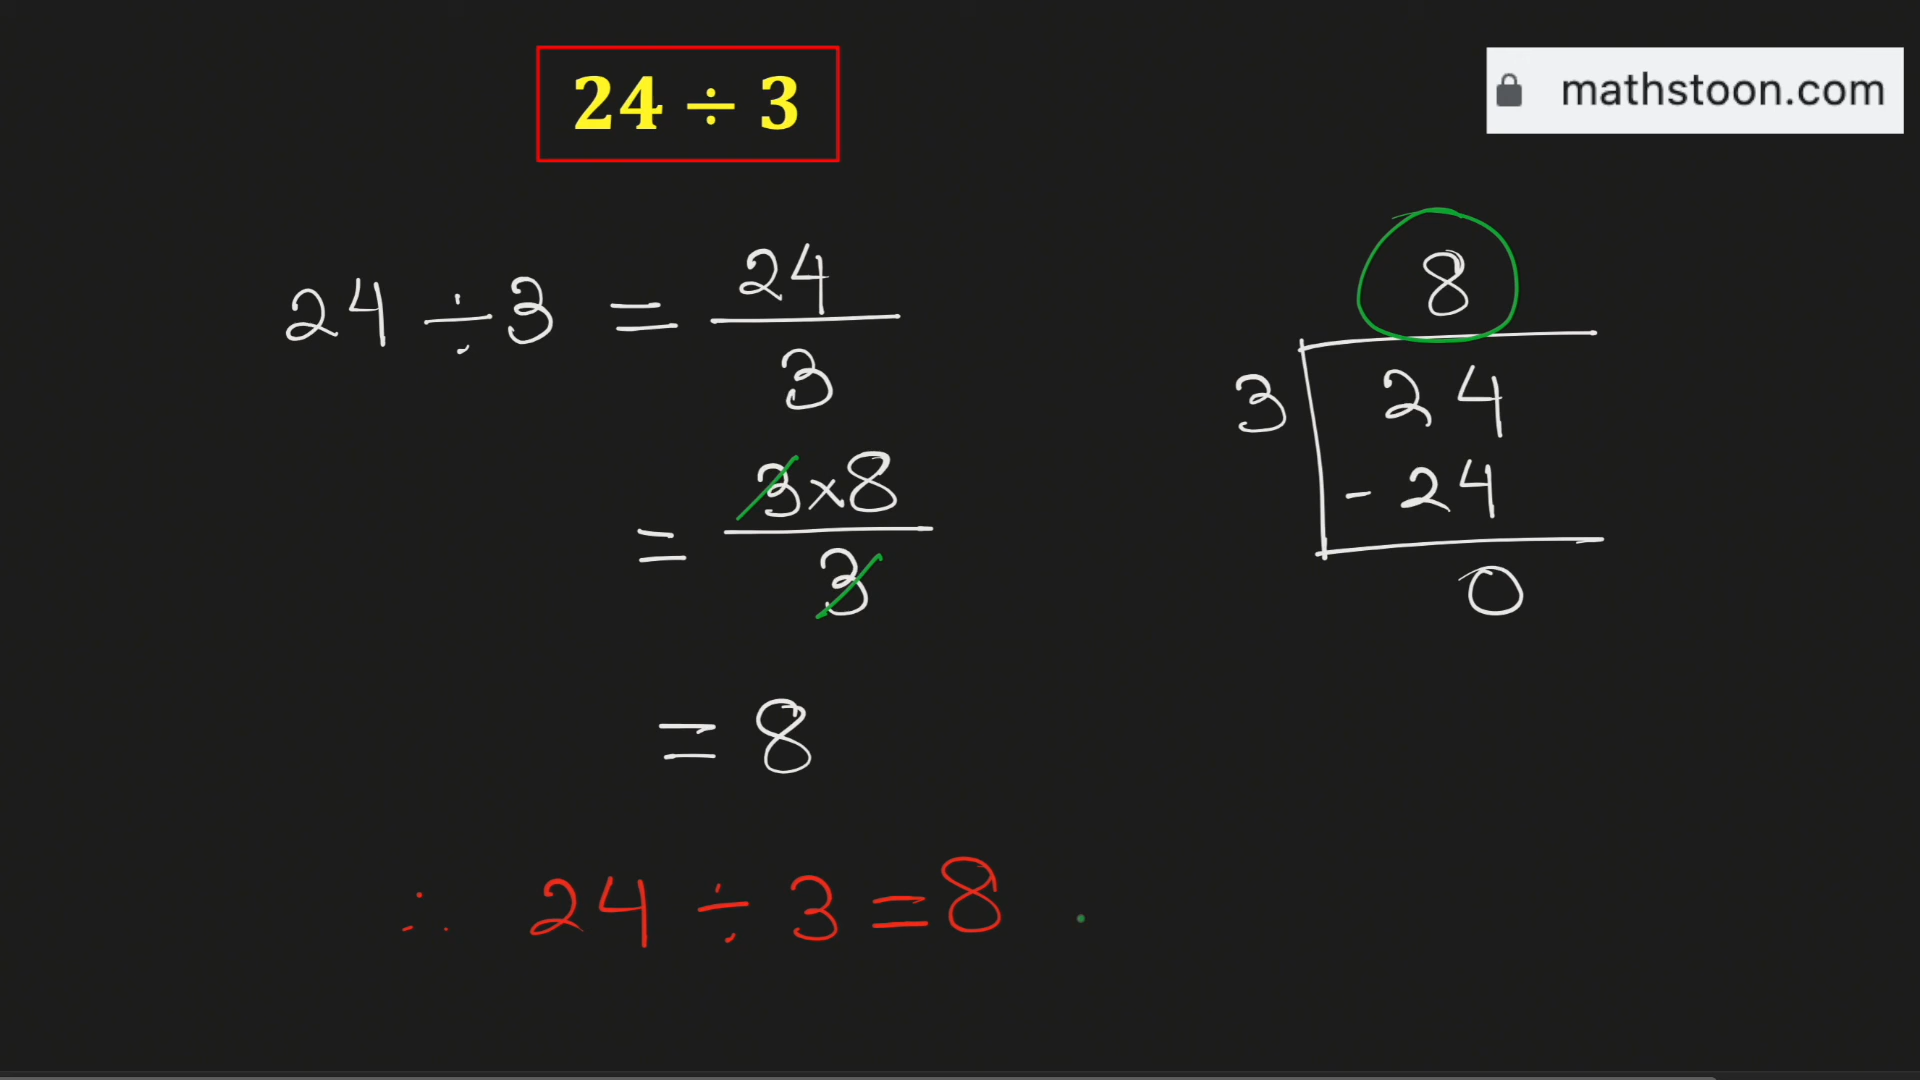 24 ÷ 3
mathstoon.com
24 ÷ 3 = 24/3
= 3×8/3
= 8
∴ 24 ÷ 3 = 8
8
3 24
- 24
0